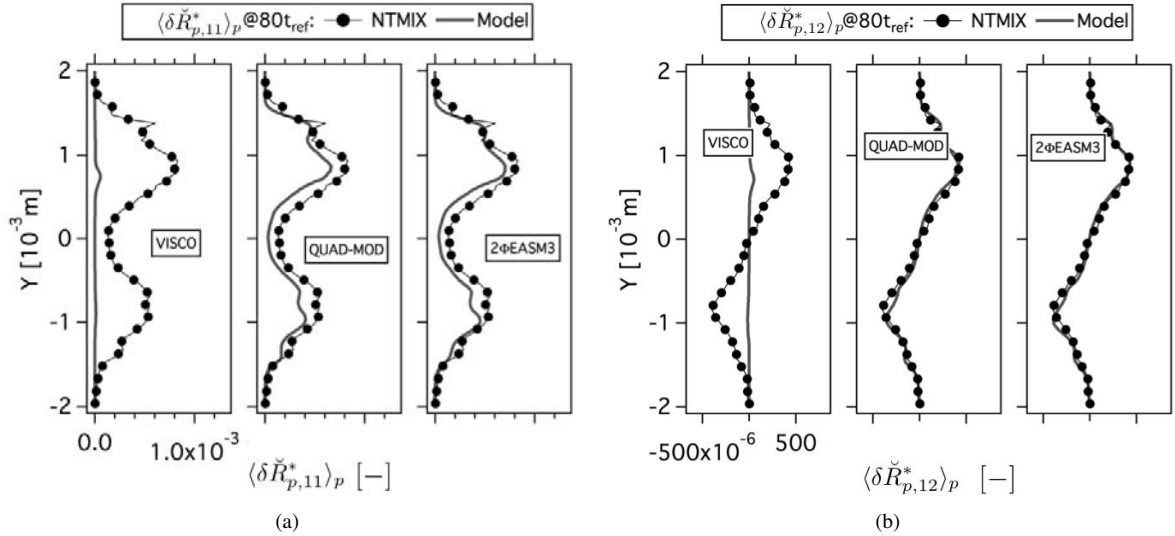 ⟨δR̆*p,11⟩p@80tref: NTMIX Model
2
1
0
-1
-2
Y [10⁻³m]
VISCO
QUAD-MOD
2ΦEASM3
0.0
1.0x10⁻³
⟨δR̆*p,11⟩p [−]
(a)
⟨δR̆*p,12⟩p@80tref: NTMIX Model
2
1
0
-1
-2
Y [10⁻³m]
VISCO
QUAD-MOD
2ΦEASM3
-500x10⁻⁶
500
⟨δR̆*p,12⟩p [−]
(b)